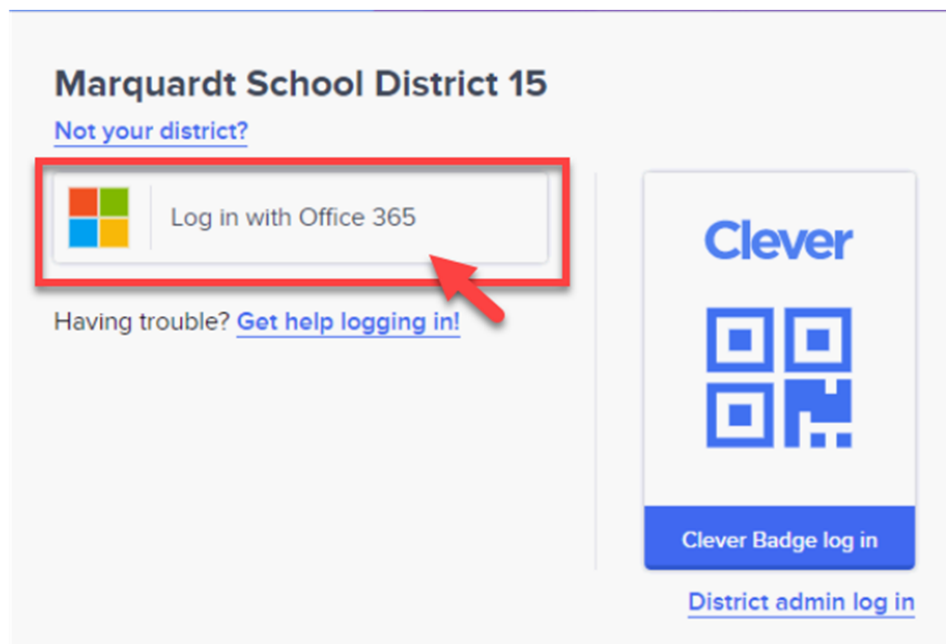 Marquardt School District 15
Not your district?
Log in with Office 365
Having trouble? Get help logging in!
Clever
Clever Badge log in
District admin log in